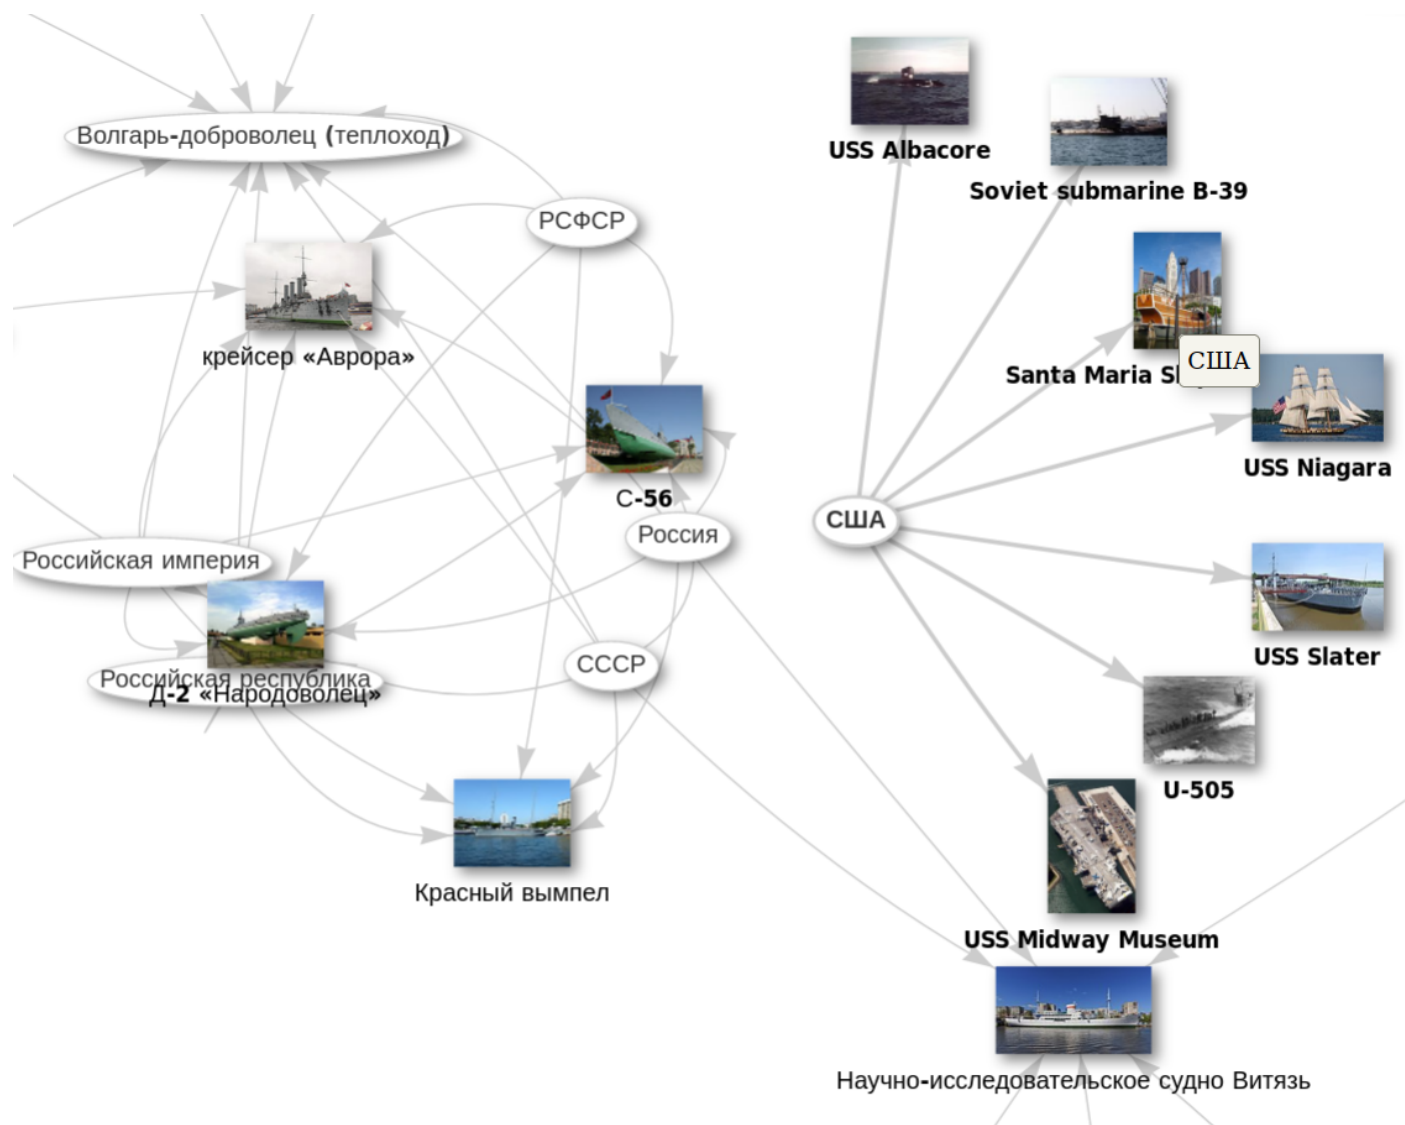 Волгарь-доброволец (теплоход)
USS Albacore
Soviet submarine B-39
РСФСР
крейсер «Аврора»
Santa Maria
США
USS Niagara
С-56
США
Россия
Российская империя
USS Slater
СССР
Российская республика
Д-2 «Народоволец»
U-505
Красный вымпел
USS Midway Museum
Научно-исследовательское судно Витязь